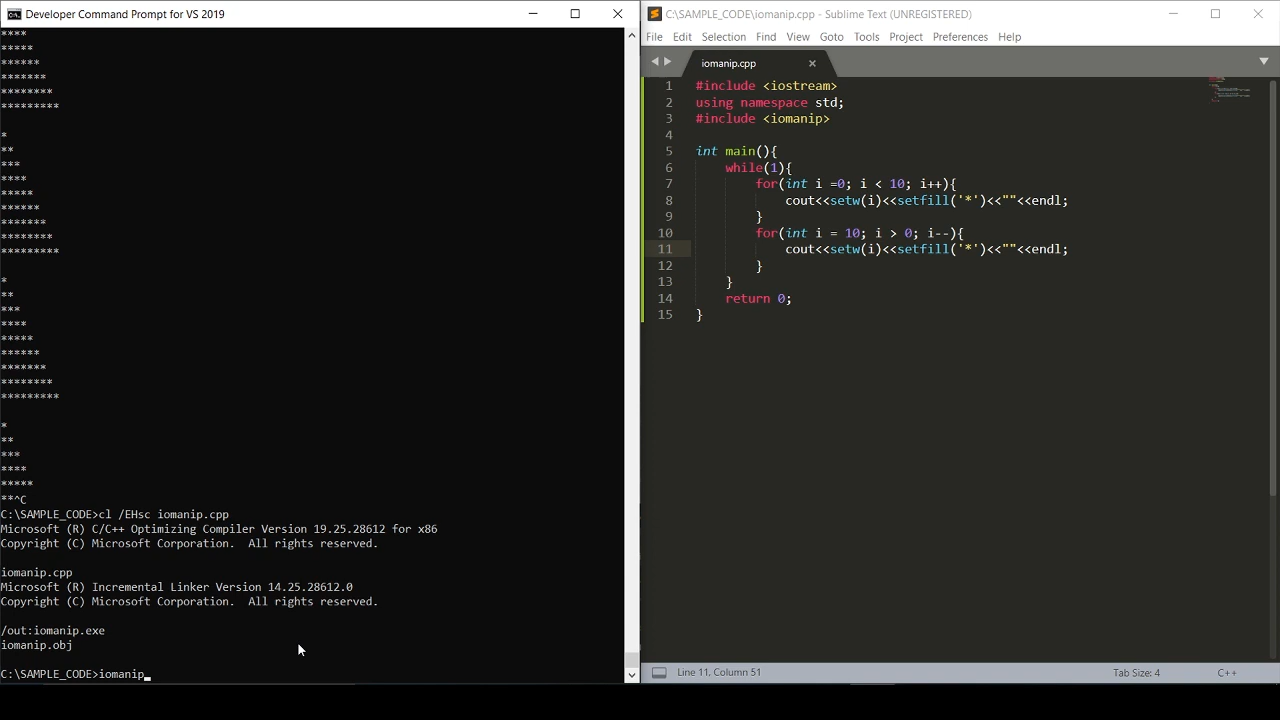 Developer Command Prompt for VS 2019
****
*****
******
*******
********
*********
*
**
***
****
*****
******
*******
********
*********
*
**
***
****
*****
******
*******
********
*********
*
**
***
****
*****
**^C
C:\SAMPLE_CODE>cl /EHsc iomanip.cpp
Microsoft (R) C/C++ Optimizing Compiler Version 19.25.28612 for x86
Copyright (C) Microsoft Corporation.  All rights reserved.
iomanip.cpp
Microsoft (R) Incremental Linker Version 14.25.28612.0
Copyright (C) Microsoft Corporation.  All rights reserved.
/out:iomanip.exe
iomanip.obj
C:\SAMPLE_CODE>iomanip_
C:\SAMPLE_CODE\iomanip.cpp - Sublime Text (UNREGISTERED)
File Edit Selection Find View Goto Tools Project Preferences Help
iomanip.cpp
1 #include <iostream>
2 using namespace std;
3 #include <iomanip>
4
5 int main(){
6 while(1){
7 for(int i =0; i < 10; i++){
8 cout<<setw(i)<<setfill('*')<<""<<endl;
9 }
10 for(int i = 10; i > 0; i--){
11 cout<<setw(i)<<setfill('*')<<""<<endl;
12 }
13 }
14 return 0;
15 }
Line 11, Column 51
Tab Size: 4
C++